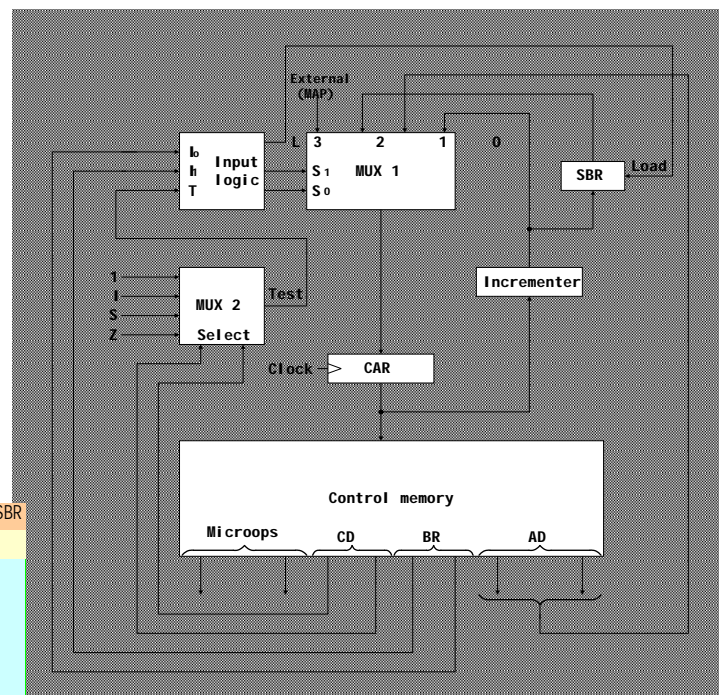 External
(MAP)
L 3 2 1 0
I0 Input
I1 logic
T
S1 MUX 1
S0
SBR Load
1
I
S
Z
MUX 2 Test
Select
Incrementer
Clock CAR
Control memory
SBR
Microops CD BR AD